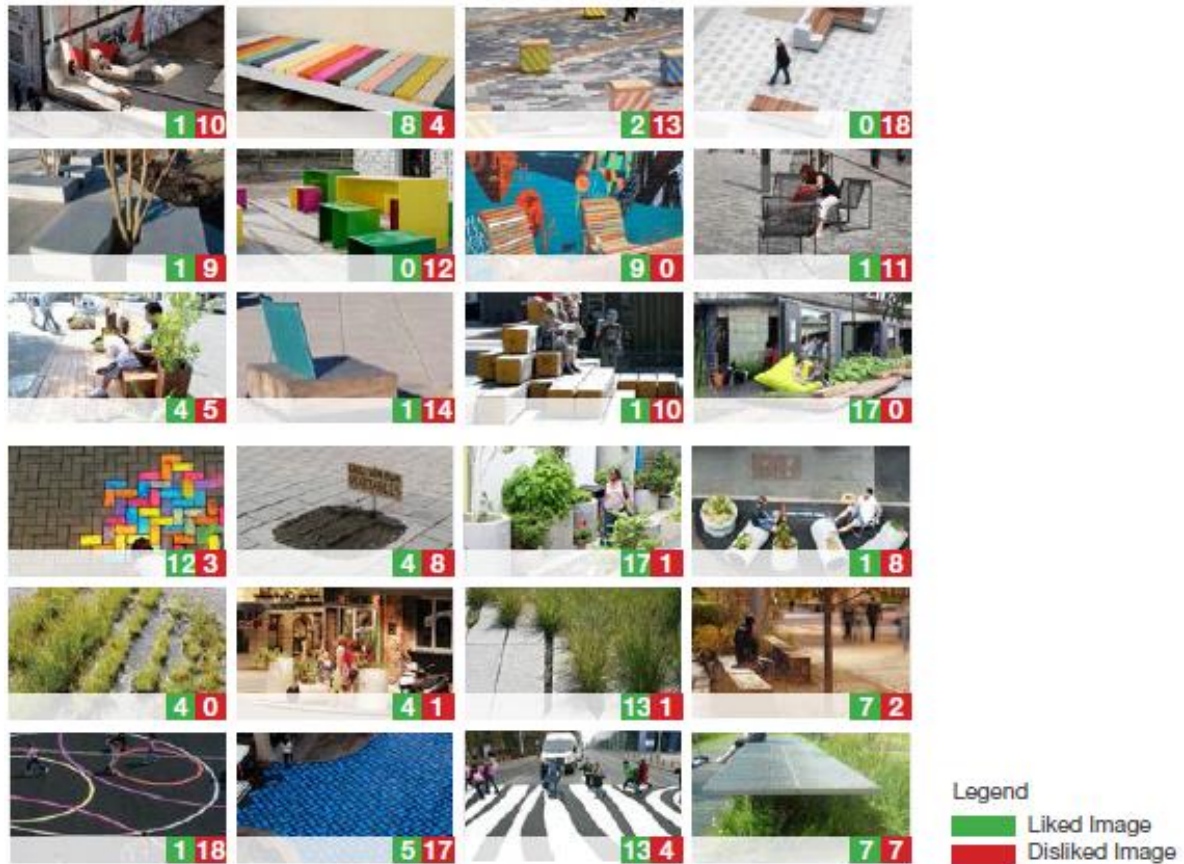 1 10 8 4 2 13 0 18
1 9 0 12 9 0 1 11
4 5 1 14 1 10 17 0
12 3 4 8 17 1 1 8
4 0 4 1 13 1 7 2
1 18 5 17 13 4 7 7
Legend
Liked Image
Disliked Image